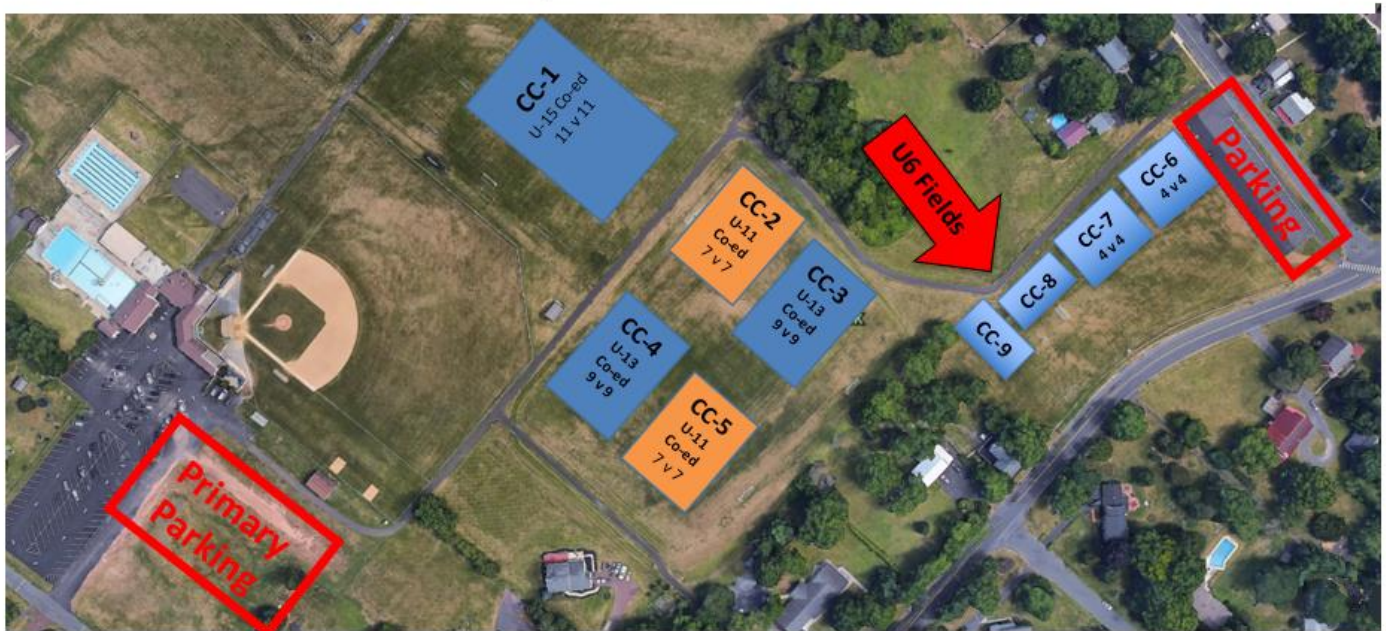 CC-1
U-15 Co-ed
11 v 11
CC-2
U-11
Co-ed
7 v 7
CC-3
U-13
Co-ed
9 v 9
CC-4
U-13
Co-ed
9 v 9
CC-5
U-11
Co-ed
7 v 7
U6 Fields
CC-6
4 v4
CC-7
4 v4
CC-8
CC-9
Parking
Primary
Parking